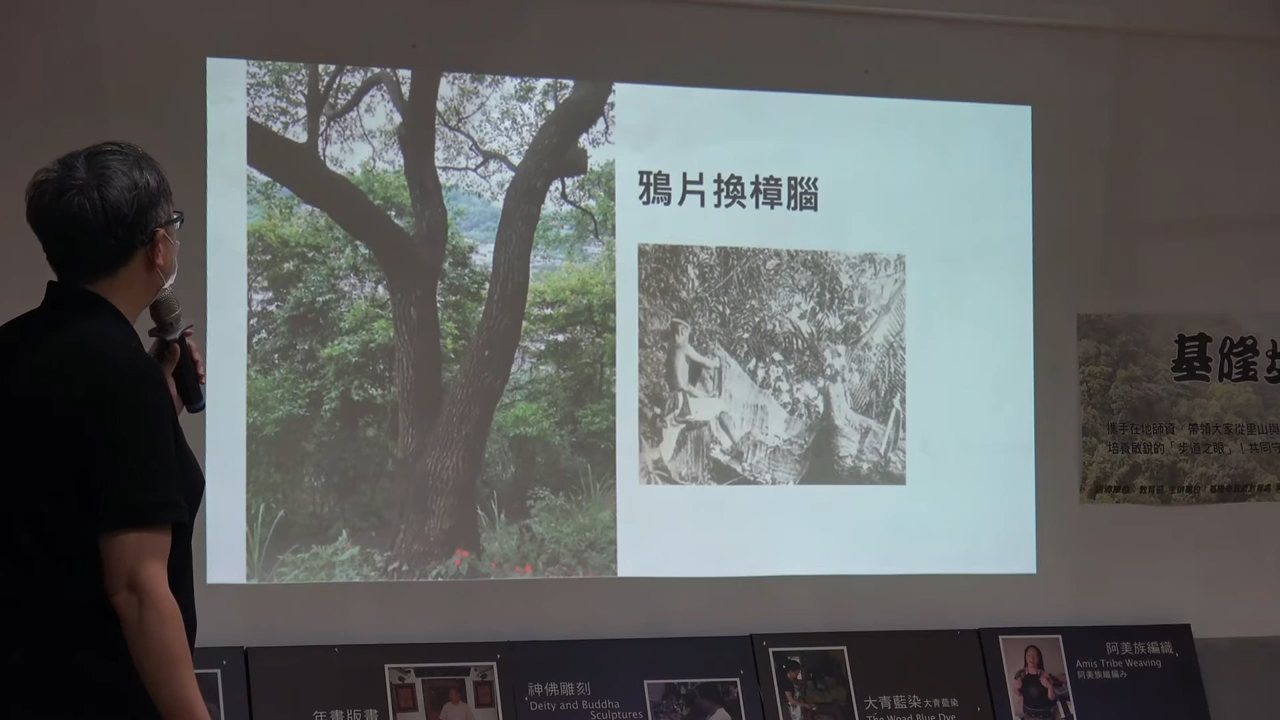 鴉片換樟腦
基隆
攜手在地師資，帶領大家從里山與
培養敏銳的「步道之眼」！共同守
年畫版畫
神佛雕刻
Deity and Buddha
Sculptures
大青藍染 大青藍染
The Woad Blue Dye
阿美族編織
Amis Tribe Weaving
阿美族織編み